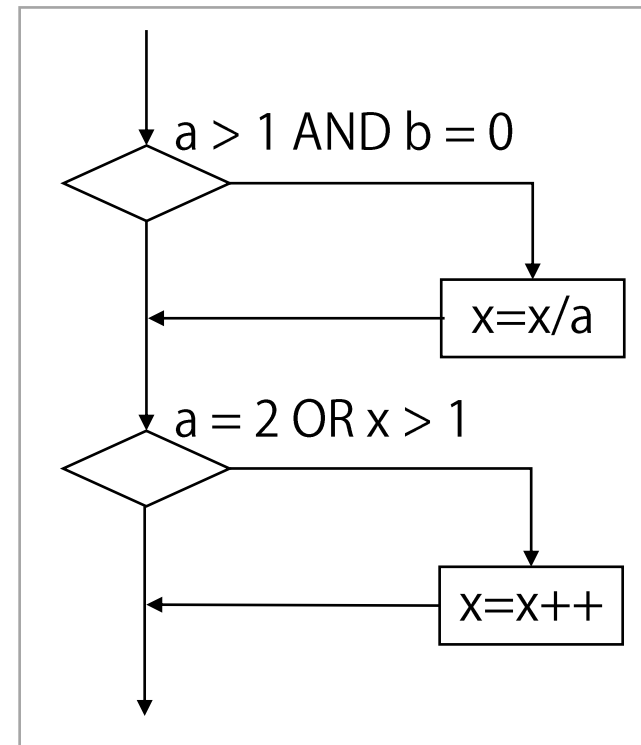 a > 1 AND b = 0
x=x/a
a = 2 OR x > 1
x=x++